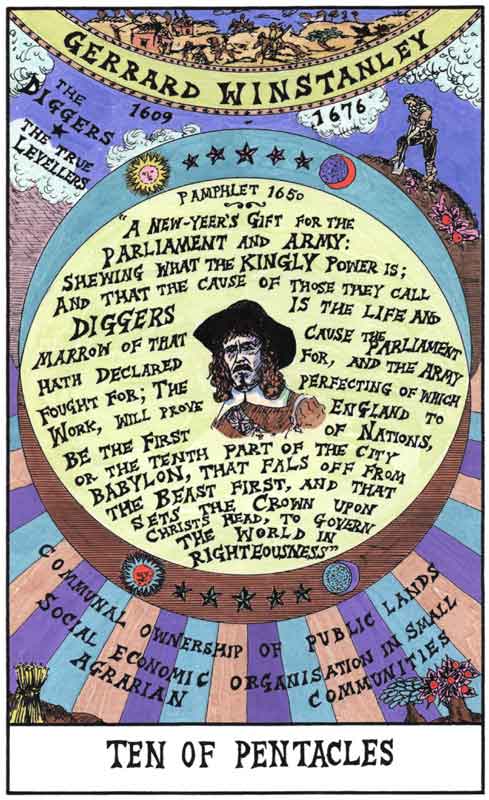 GERRARD WINSTANLEY
1609
1676
THE
DIGGERS
★
THE TRUE
LEVELLERS
PAMPHLET 1650
"A NEW-YEER'S GIFT FOR THE
PARLIAMENT AND ARMY:
SHEWING WHAT THE KINGLY POWER IS;
AND THAT THE CAUSE OF THOSE THEY CALL
DIGGERS IS THE LIFE AND
MARROW OF THAT CAUSE THE PARLIAMENT
HATH DECLARED FOR, AND THE ARMY
FOUGHT FOR; THE PERFECTING OF WHICH
WORK, WILL PROVE ENGLAND TO
BE THE FIRST OF NATIONS,
OR THE TENTH PART OF THE CITY
BABYLON, THAT FALS OFF FROM
THE BEAST FIRST, AND THAT
SETS THE CROWN UPON
CHRISTS HEAD, TO GOVERN
THE WORLD IN
RIGHTEOUSNESS"
COMMUNAL OWNERSHIP OF PUBLIC LANDS
SOCIAL ECONOMIC ORGANISATION IN SMALL
AGRARIAN COMMUNITIES
TEN OF PENTACLES